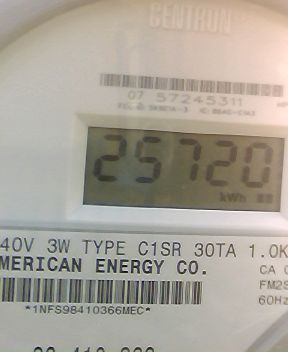 CENTRON
07 57245311
25720
kWh
40V 3W TYPE C1SR 30TA 1.0K
MERICAN ENERGY CO.
CA
FM2S
60Hz
*1NFS98410366MEC*